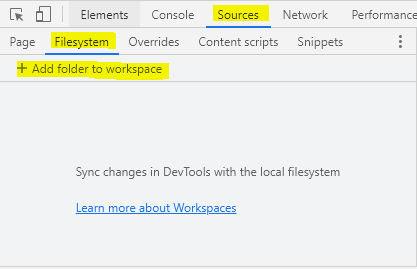 Elements Console Sources Network Performance
Page Filesystem Overrides Content scripts Snippets
+ Add folder to workspace
Sync changes in DevTools with the local filesystem
Learn more about Workspaces